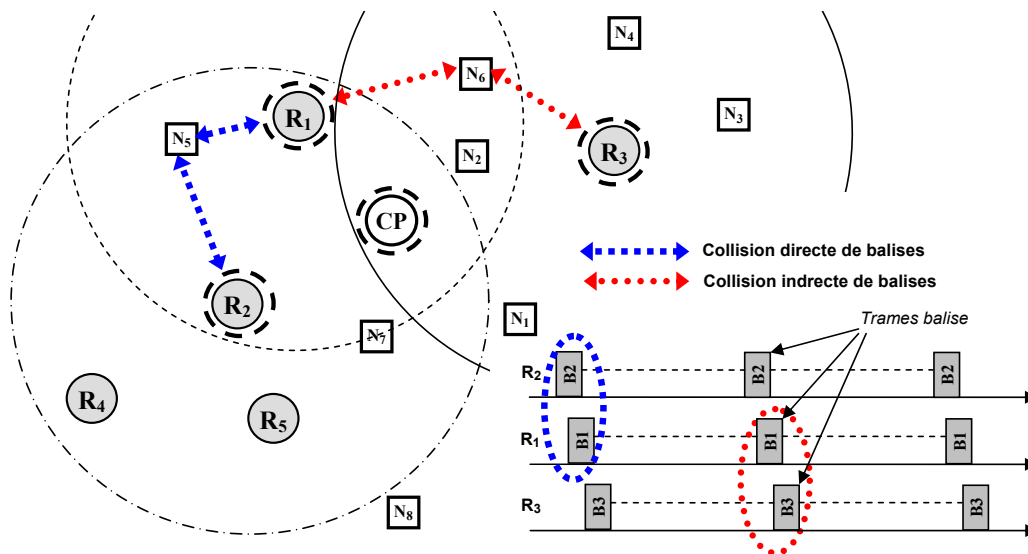 N4
N6
N3
R1
N5
N2
R3
CP
Collision directe de balises
Collision indrecte de balises
R2
N1
Trames balise
N7
R2 B2 B2 B2
R4
R5
R1 B1 B1 B1
R3 B3 B3 B3
N8